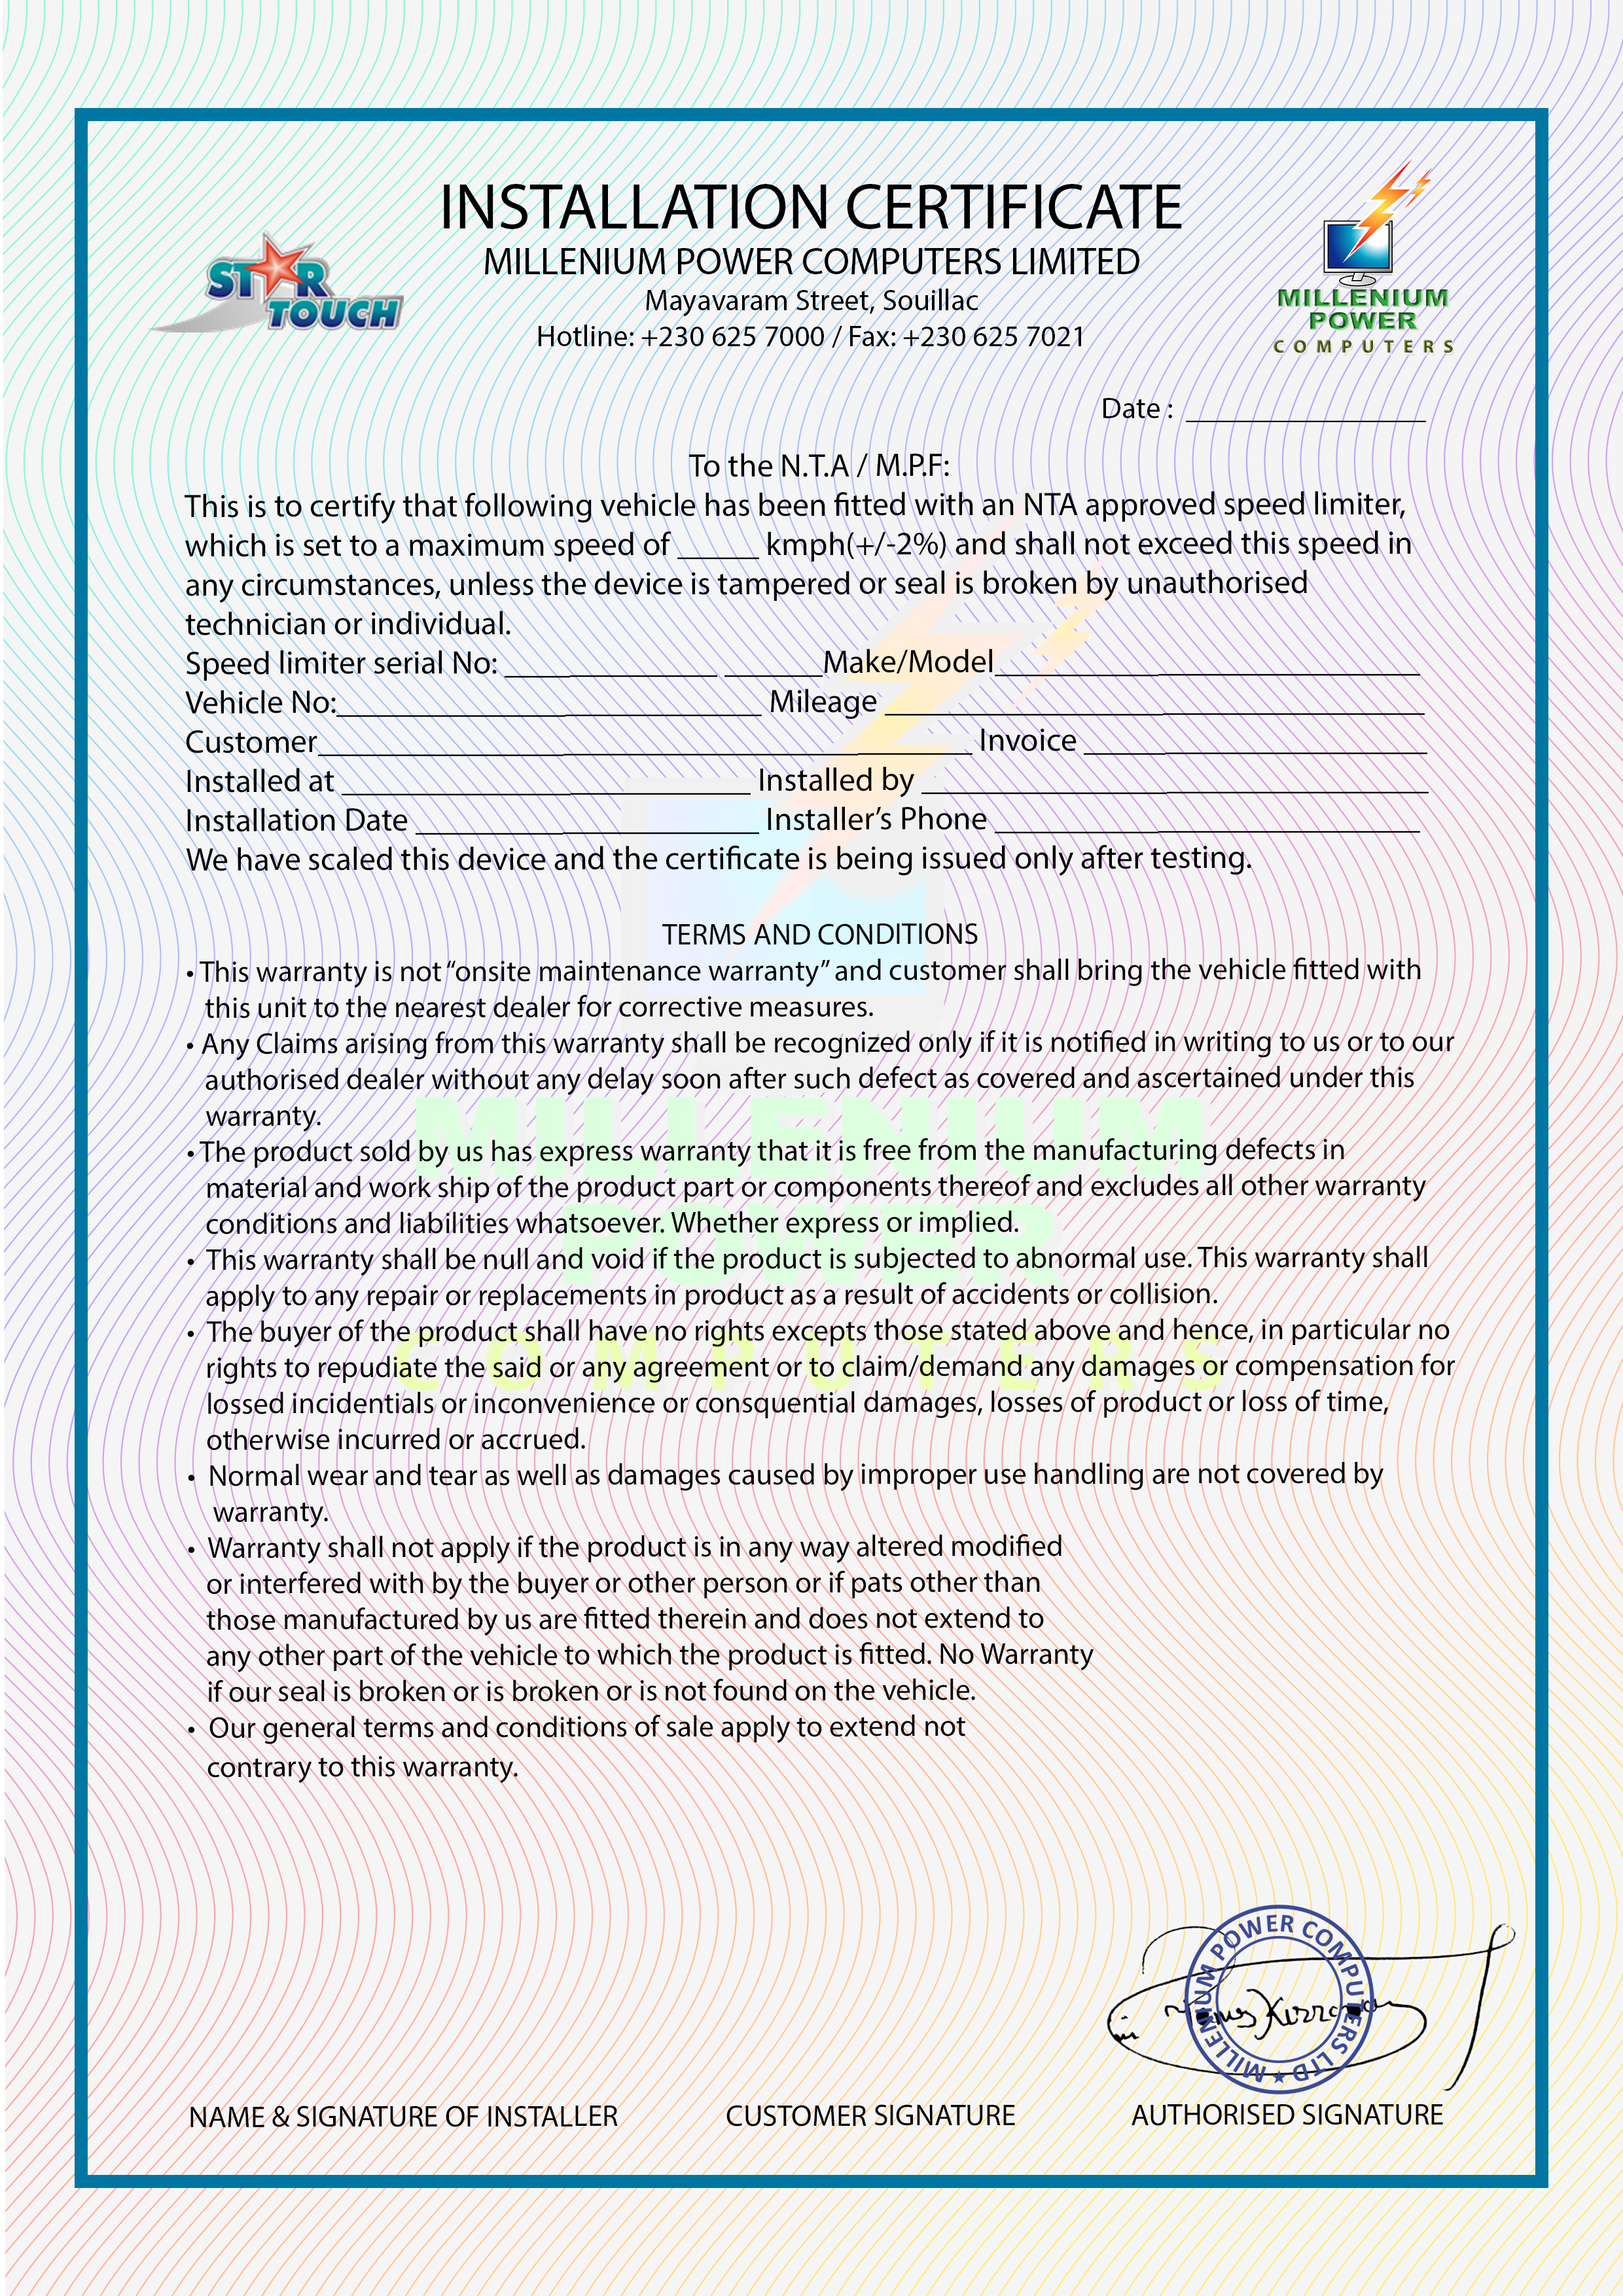 INSTALLATION CERTIFICATE
MILLENIUM POWER COMPUTERS LIMITED
Mayavaram Street, Souillac
Hotline: +230 625 7000 / Fax: +230 625 7021
STAR
TOUCH
MILLENIUM
POWER
COMPUTERS
Date : ____________
To the N.T.A / M.P.F:
This is to certify that following vehicle has been fitted with an NTA approved speed limiter,
which is set to a maximum speed of _____ kmph(+/-2%) and shall not exceed this speed in
any circumstances, unless the device is tampered or seal is broken by unauthorised
technician or individual.
Speed limiter serial No: _____________ ______Make/Model__________________________
Vehicle No:__________________________ Mileage _________________________________
Customer________________________________________ Invoice _____________________
Installed at _________________________ Installed by _______________________________
Installation Date _____________________ Installer’s Phone __________________________
We have scaled this device and the certificate is being issued only after testing.
TERMS AND CONDITIONS
• This warranty is not “onsite maintenance warranty” and customer shall bring the vehicle fitted with
this unit to the nearest dealer for corrective measures.
• Any Claims arising from this warranty shall be recognized only if it is notified in writing to us or to our
authorised dealer without any delay soon after such defect as covered and ascertained under this
warranty.
• The product sold by us has express warranty that it is free from the manufacturing defects in
material and work ship of the product part or components thereof and excludes all other warranty
conditions and liabilities whatsoever. Whether express or implied.
• This warranty shall be null and void if the product is subjected to abnormal use. This warranty shall
apply to any repair or replacements in product as a result of accidents or collision.
• The buyer of the product shall have no rights excepts those stated above and hence, in particular no
rights to repudiate the said or any agreement or to claim/demand any damages or compensation for
lossed incidentials or inconvenience or consquential damages, losses of product or loss of time,
otherwise incurred or accrued.
• Normal wear and tear as well as damages caused by improper use handling are not covered by
warranty.
• Warranty shall not apply if the product is in any way altered modified
or interfered with by the buyer or other person or if pats other than
those manufactured by us are fitted therein and does not extend to
any other part of the vehicle to which the product is fitted. No Warranty
if our seal is broken or is broken or is not found on the vehicle.
• Our general terms and conditions of sale apply to extend not
contrary to this warranty.
MILLENIUM
POWER
COMPUTERS
MILLENIUM POWER COMPUTERS LTD ★
NAME & SIGNATURE OF INSTALLER
CUSTOMER SIGNATURE
AUTHORISED SIGNATURE